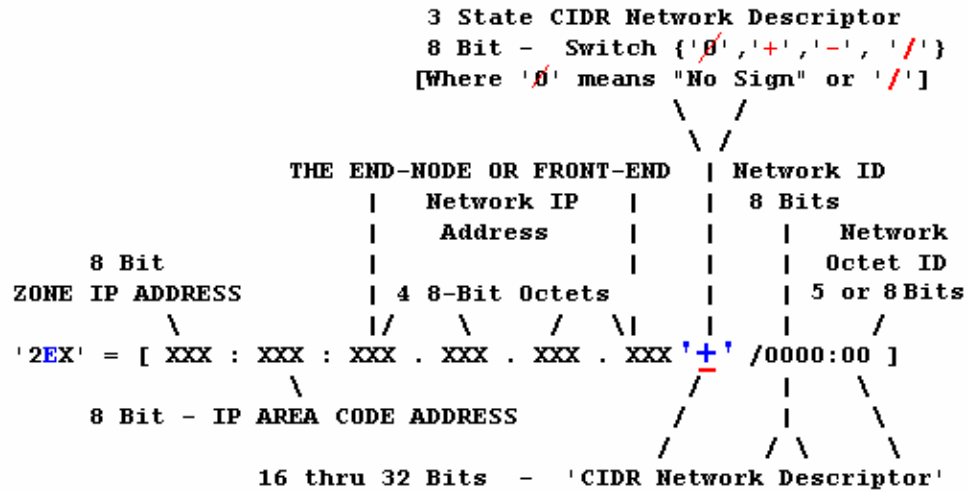 3 State CIDR Network Descriptor
8 Bit - Switch {'0','+','-', '/'}
[Where '0' means "No Sign" or '/']
THE END-NODE OR FRONT-END | Network ID
| Network IP | | 8 Bits
| Address | | | Network
8 Bit | | | | Octet ID
ZONE IP ADDRESS | 4 8-Bit Octets | | | 5 or 8 Bits
'2EX' = [ XXX : XXX : XXX . XXX . XXX . XXX '±' /0000:00 ]
8 Bit - IP AREA CODE ADDRESS
16 thru 32 Bits - 'CIDR Network Descriptor'